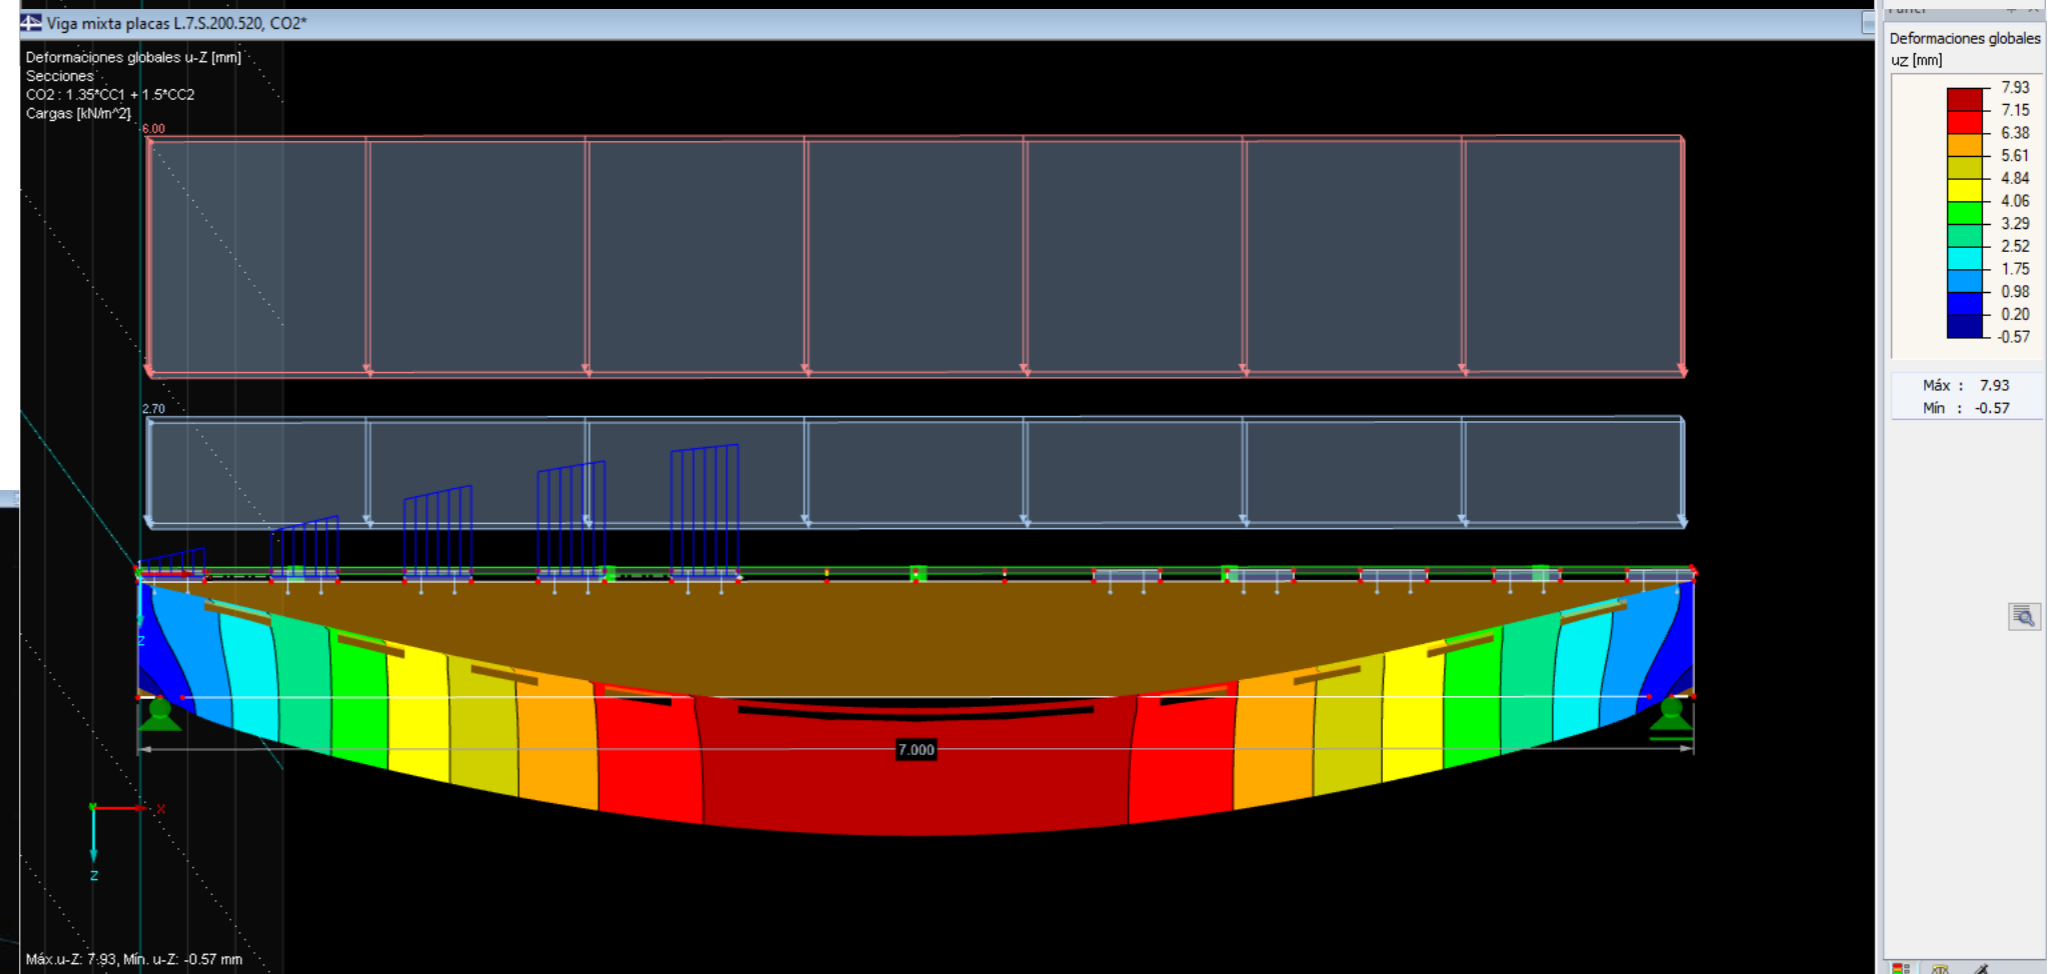 Viga mixta placas L.7.S.200.520, CO2*
Deformaciones globales u-Z [mm]
Secciones
CO2 : 1.35*CC1 + 1.5*CC2
Cargas [kN/m^2]
6.00
2.70
Z
7.000
X
Z
Máx.u-Z: 7.93, Mín. u-Z: -0.57 mm
Panel
Deformaciones globales
uz [mm]
7.93
7.15
6.38
5.61
4.84
4.06
3.29
2.52
1.75
0.98
0.20
-0.57
Máx : 7.93
Mín : -0.57